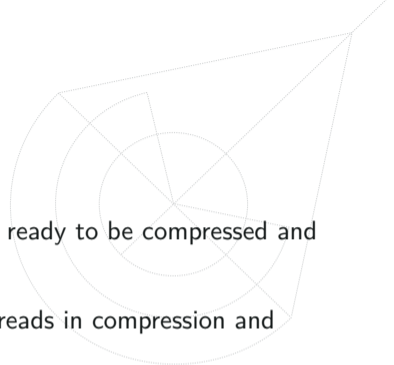 ready to be compressed and
reads in compression and